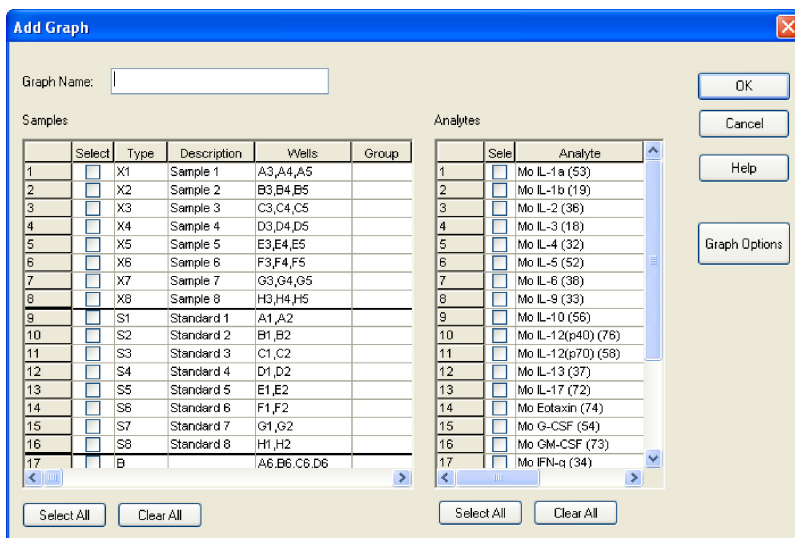 Add Graph
Graph Name:
OK
Samples
Analytes
Cancel
Select Type Description Wells Group
Sele Analyte
Help
1 X1 Sample 1 A3,A4,A5
2 X2 Sample 2 B3,B4,B5
3 X3 Sample 3 C3,C4,C5
4 X4 Sample 4 D3,D4,D5
5 X5 Sample 5 E3,E4,E5
6 X6 Sample 6 F3,F4,F5
7 X7 Sample 7 G3,G4,G5
8 X8 Sample 8 H3,H4,H5
9 S1 Standard 1 A1,A2
10 S2 Standard 2 B1,B2
11 S3 Standard 3 C1,C2
12 S4 Standard 4 D1,D2
13 S5 Standard 5 E1,E2
14 S6 Standard 6 F1,F2
15 S7 Standard 7 G1,G2
16 S8 Standard 8 H1,H2
17 B A6,B6,C6,D6
1 Mo IL-1a (53)
2 Mo IL-1b (19)
3 Mo IL-2 (36)
4 Mo IL-3 (18)
5 Mo IL-4 (32)
6 Mo IL-5 (52)
7 Mo IL-6 (38)
8 Mo IL-9 (33)
9 Mo IL-10 (56)
10 Mo IL-12(p40) (76)
11 Mo IL-12(p70) (58)
12 Mo IL-13 (37)
13 Mo IL-17 (72)
14 Mo Eotaxin (74)
15 Mo G-CSF (54)
16 Mo GM-CSF (73)
17 Mo IFN-g (34)
Graph Options
Select All Clear All
Select All Clear All